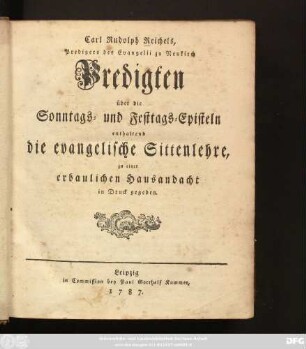 Carl Rudolph Reichels,
Predigers des Evangelii zu Neukirch
Predigten
über die
Sonntags- und Festtags-Episteln
enthaltend
die evangelische Sittenlehre,
zu einer
erbaulichen Hausandacht
in Druck gegeben.
Leipzig
in Commißion bey Paul Gotthelf Kummer,
1787.